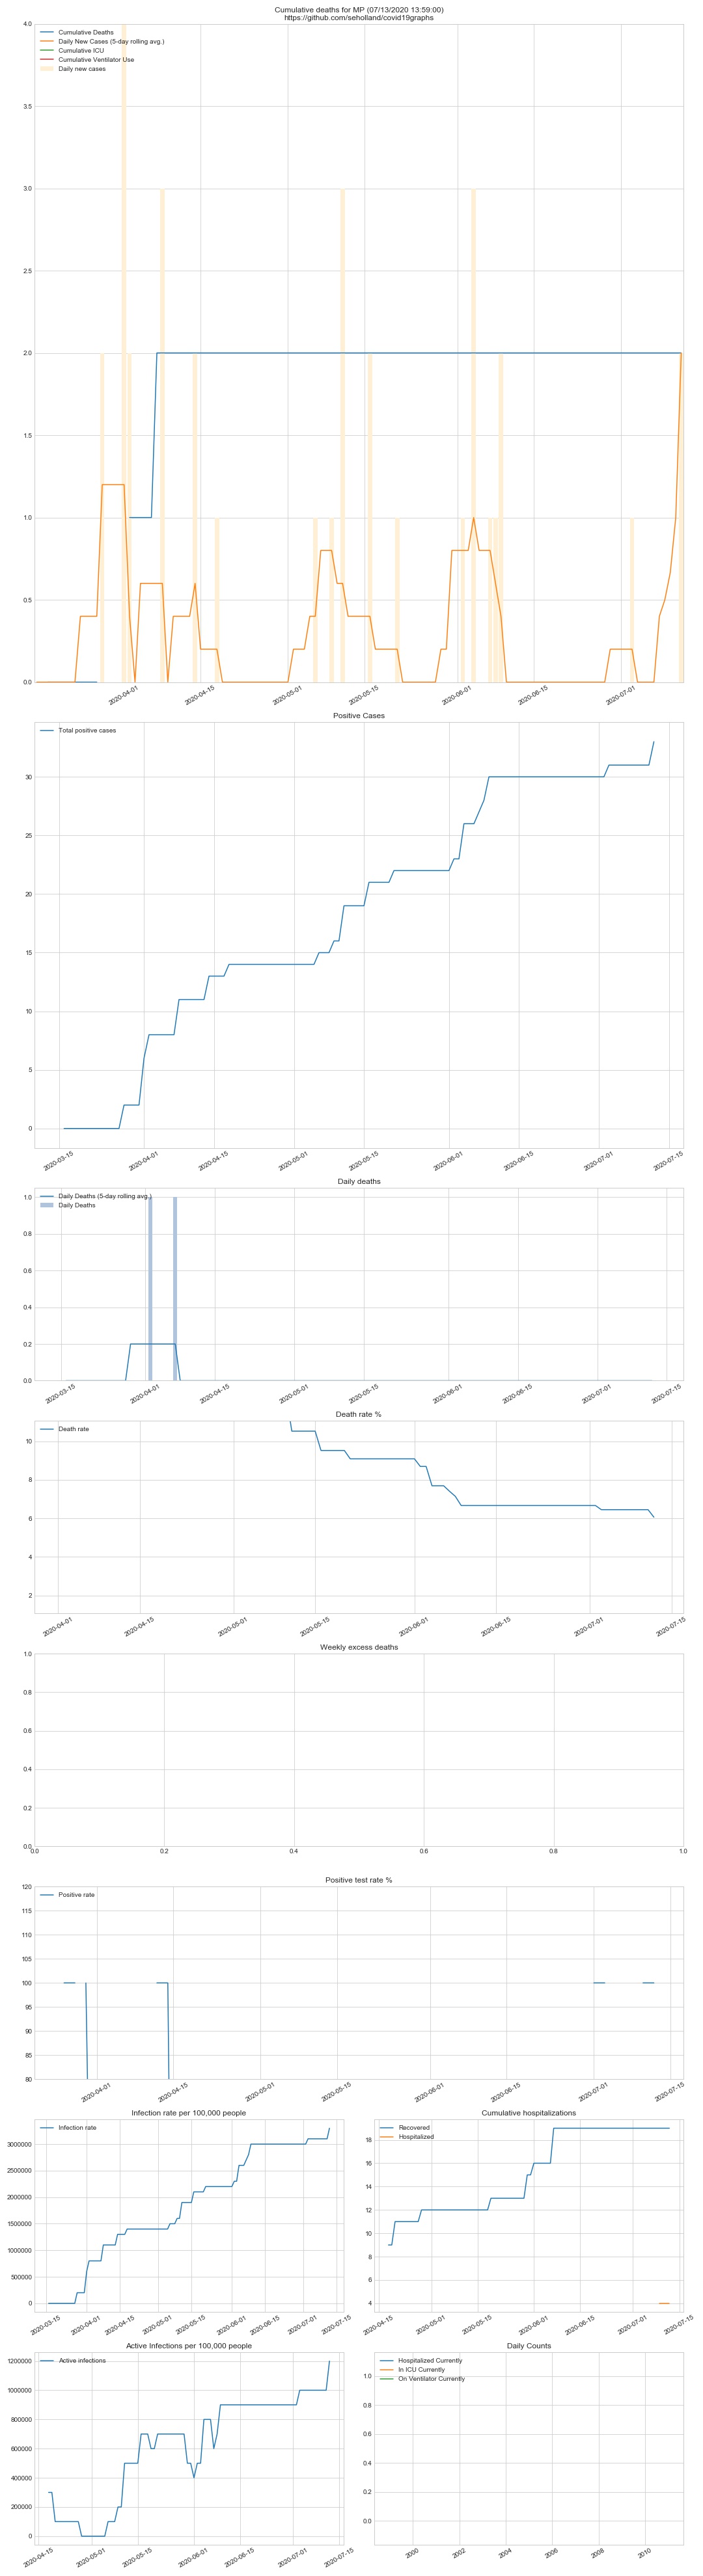 Cumulative deaths for MP (07/13/2020 13:59:00)
https://github.com/seholland/covid19graphs
Cumulative Deaths
Daily New Cases (5-day rolling avg.)
Cumulative ICU
Cumulative Ventilator Use
Daily new cases
4.0
3.5
3.0
2.5
2.0
1.5
1.0
0.5
0.0
2020-04-01 2020-04-15 2020-05-01 2020-05-15 2020-06-01 2020-06-15 2020-07-01
Positive Cases
Total positive cases
30
25
20
15
10
5
0
2020-03-15 2020-04-01 2020-04-15 2020-05-01 2020-05-15 2020-06-01 2020-06-15 2020-07-01 2020-07-15
Daily deaths
Daily Deaths (5-day rolling avg.)
Daily Deaths
1.0
0.8
0.6
0.4
0.2
0.0
2020-03-15 2020-04-01 2020-04-15 2020-05-01 2020-05-15 2020-06-01 2020-06-15 2020-07-01 2020-07-15
Death rate %
Death rate
10
8
6
4
2
2020-04-01 2020-04-15 2020-05-01 2020-05-15 2020-06-01 2020-06-15 2020-07-01 2020-07-15
Weekly excess deaths
1.0
0.8
0.6
0.4
0.2
0.0
0.0 0.2 0.4 0.6 0.8 1.0
Positive test rate %
Positive rate
120
115
110
105
100
95
90
85
80
2020-04-01 2020-04-15 2020-05-01 2020-05-15 2020-06-01 2020-06-15 2020-07-01 2020-07-15
Infection rate per 100,000 people
Infection rate
3000000
2500000
2000000
1500000
1000000
500000
0
2020-03-15 2020-04-01 2020-04-15 2020-05-01 2020-05-15 2020-06-01 2020-06-15 2020-07-01 2020-07-15
Cumulative hospitalizations
Recovered
Hospitalized
18
16
14
12
10
8
6
4
2020-04-15 2020-05-01 2020-05-15 2020-06-01 2020-06-15 2020-07-01 2020-07-15
Active Infections per 100,000 people
Active infections
1200000
1000000
800000
600000
400000
200000
0
2020-04-15 2020-05-01 2020-05-15 2020-06-01 2020-06-15 2020-07-01 2020-07-15
Daily Counts
Hospitalized Currently
In ICU Currently
On Ventilator Currently
1.0
0.8
0.6
0.4
0.2
0.0
2000 2002 2004 2006 2008 2010